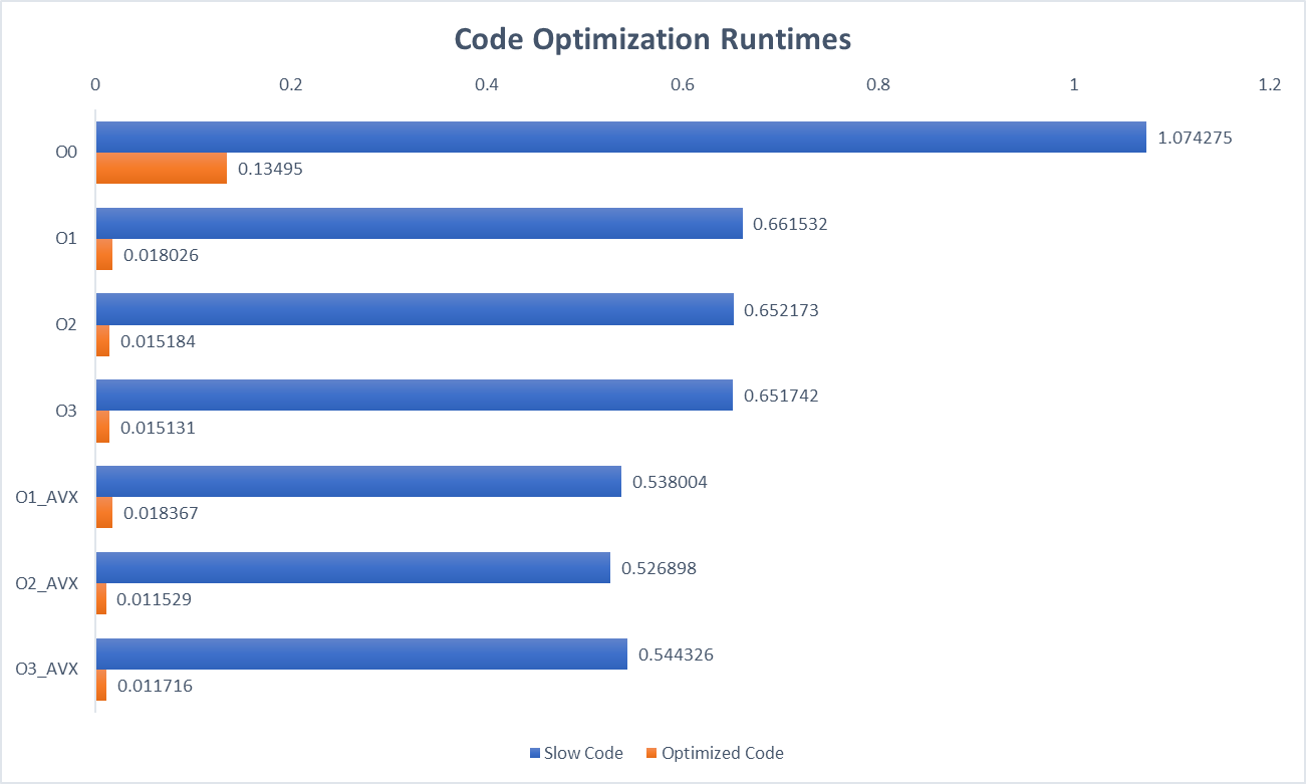 Code Optimization Runtimes
0 0.2 0.4 0.6 0.8 1 1.2
O0 1.074275
0.13495
O1 0.661532
0.018026
O2 0.652173
0.015184
O3 0.651742
0.015131
O1_AVX 0.538004
0.018367
O2_AVX 0.526898
0.011529
O3_AVX 0.544326
0.011716
Slow Code Optimized Code